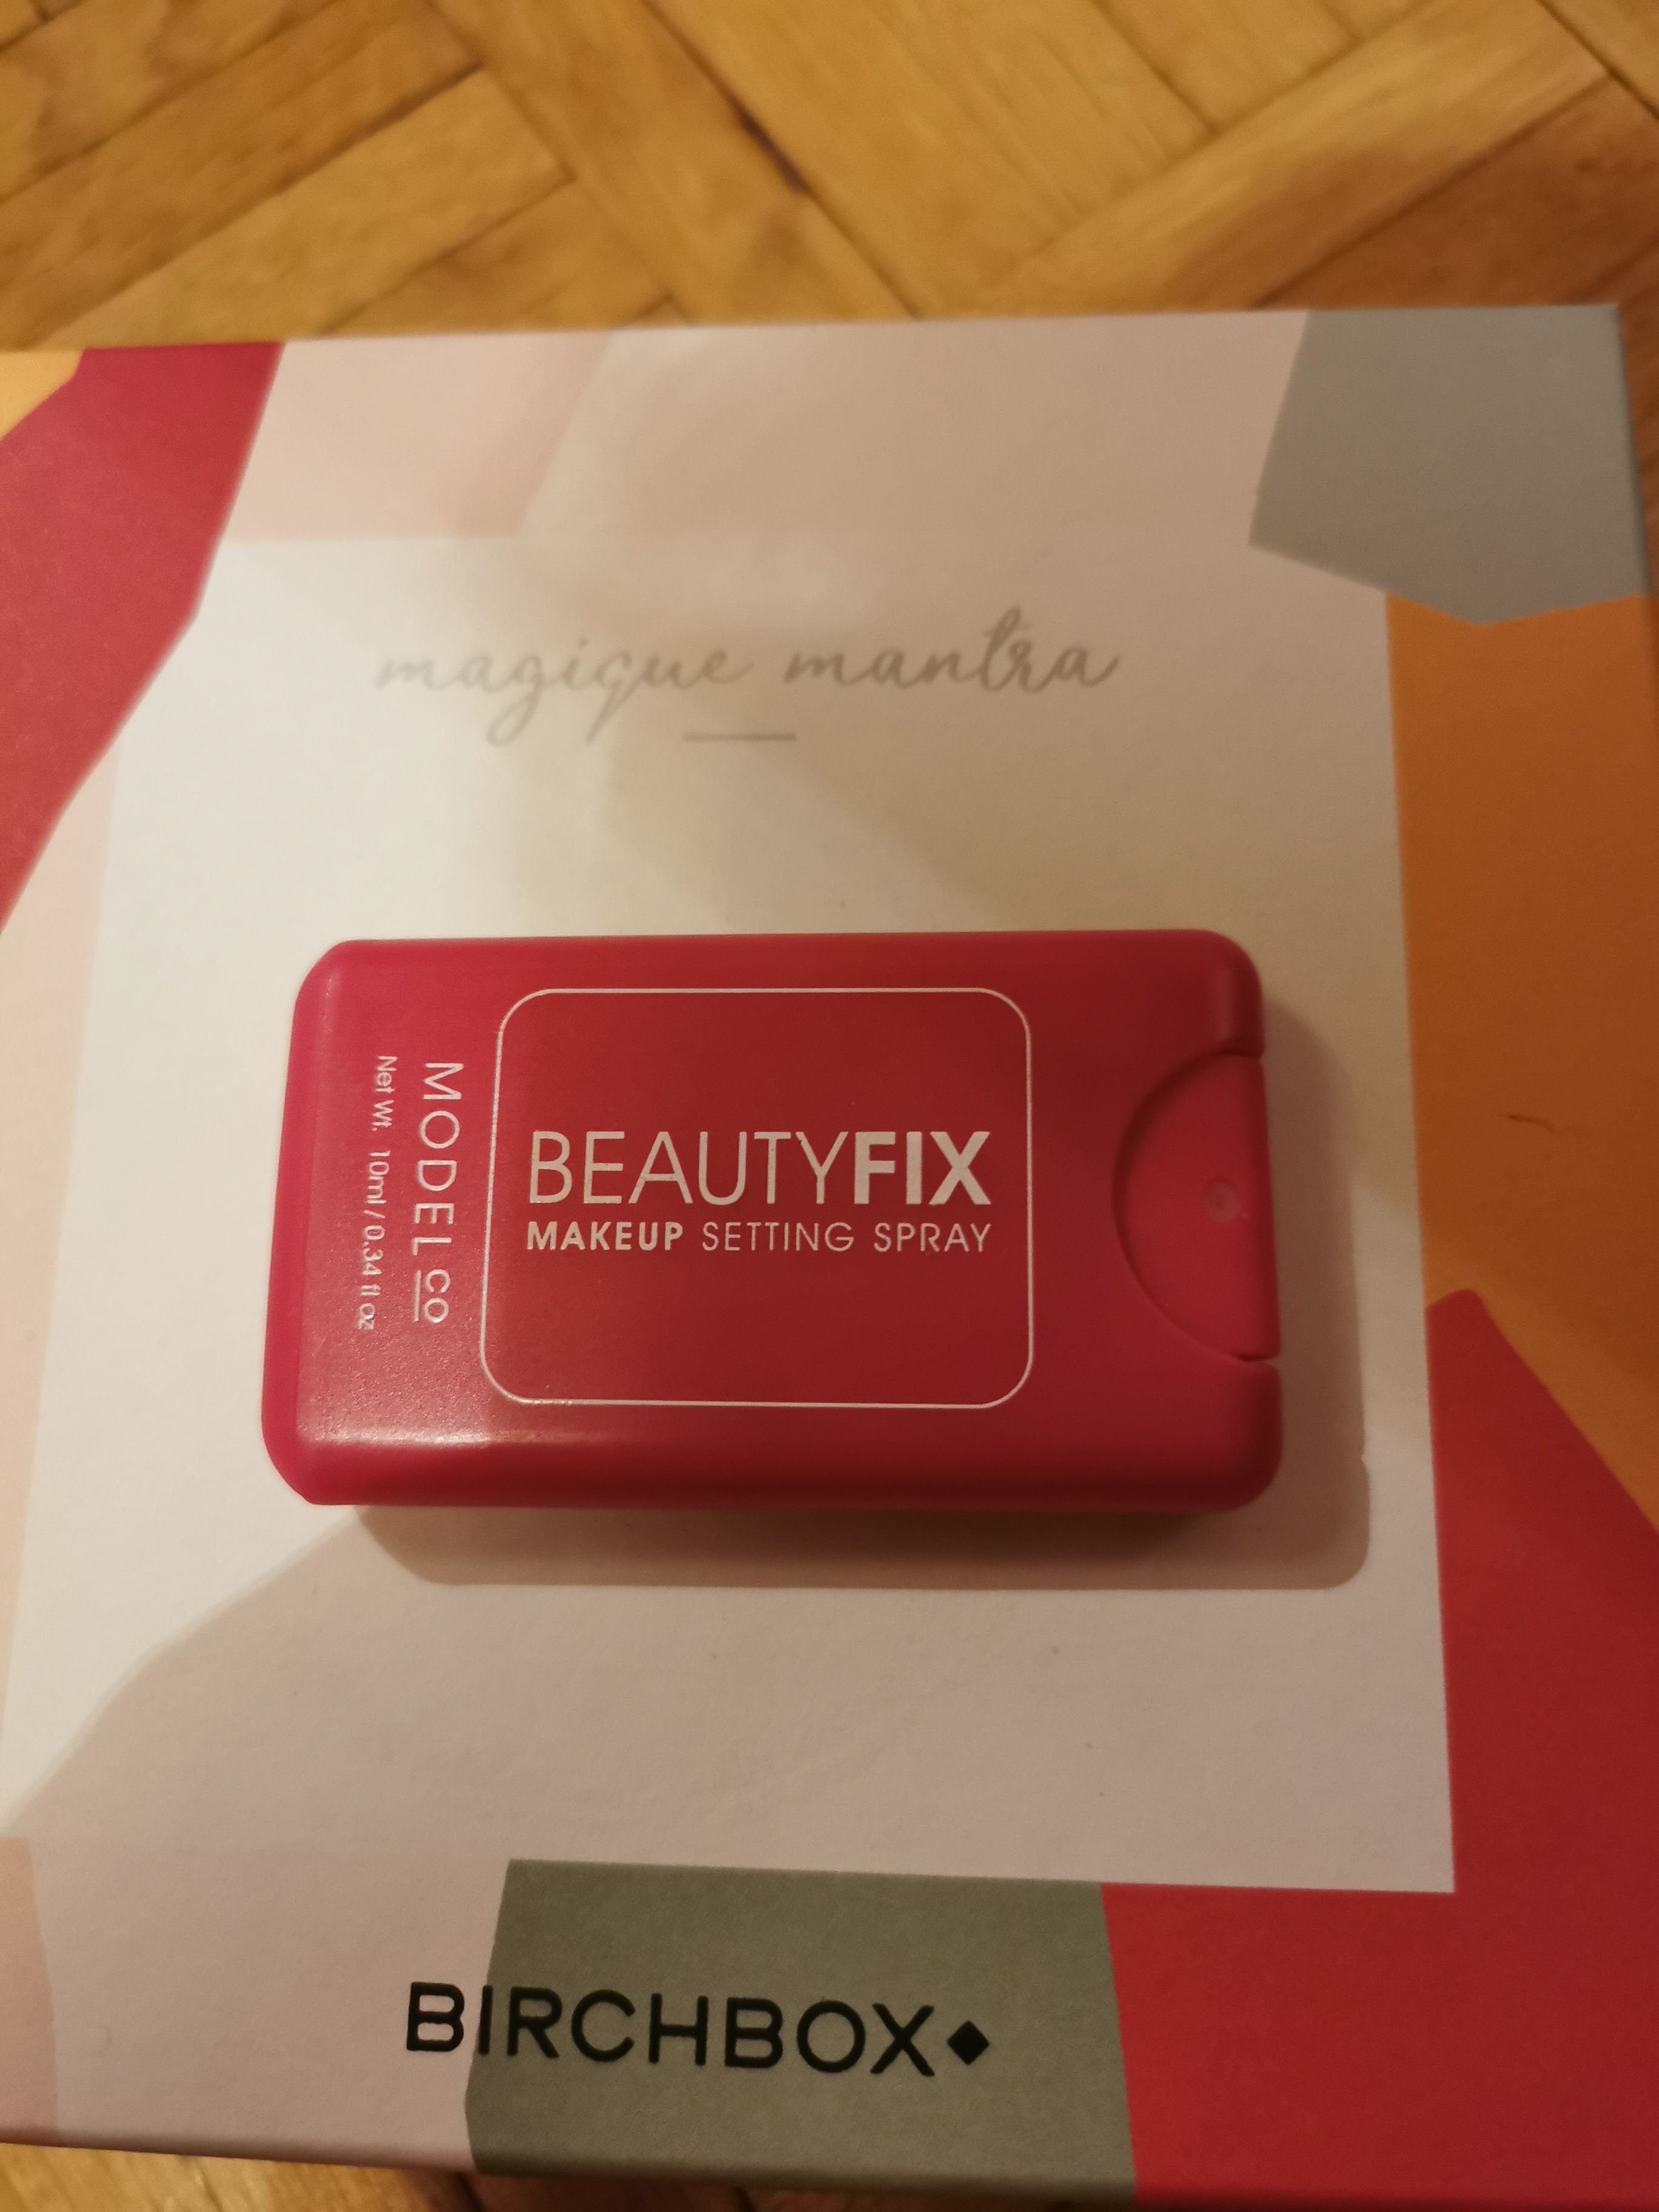 magique mantra
BEAUTYFIX
MAKEUP SETTING SPRAY
MODEL CO
Net Wt. 10ml / 0.34 fl oz
BIRCHBOX◆